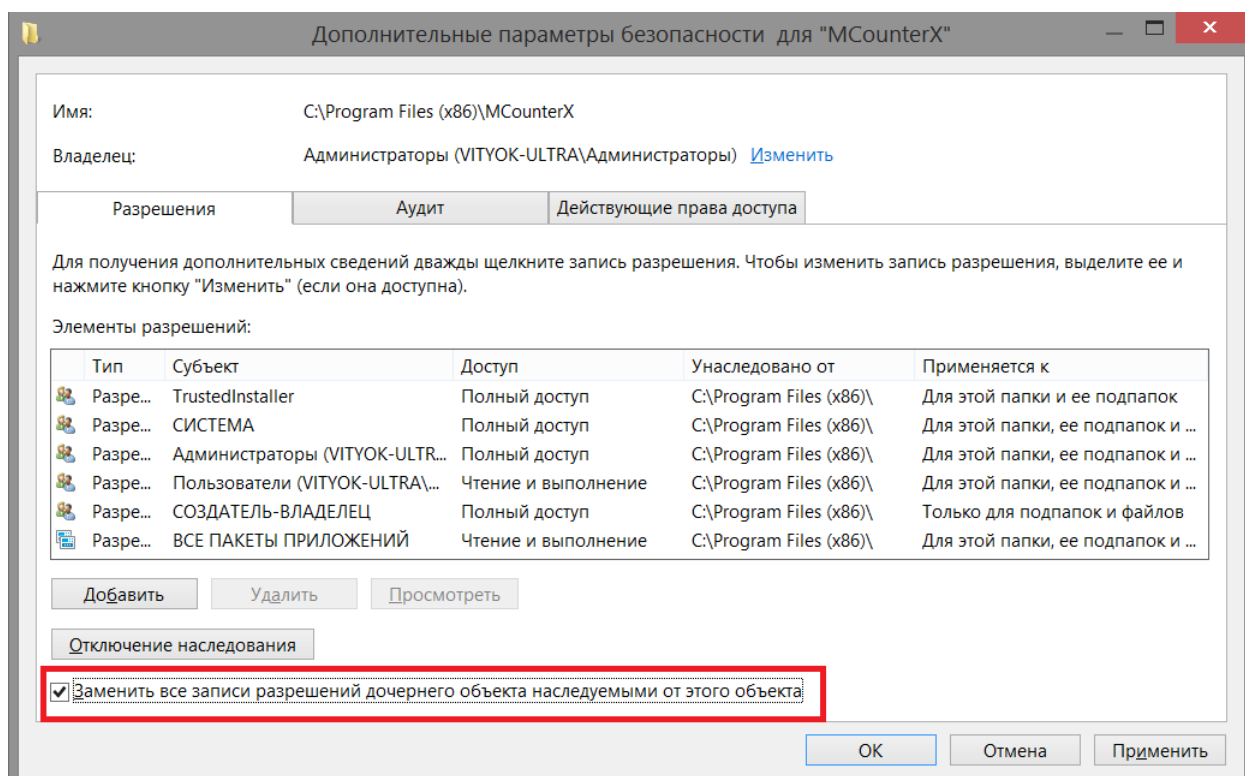 Дополнительные параметры безопасности для "MCounterX"
Имя: C:\Program Files (x86)\MCounterX
Владелец: Администраторы (VITYOK-ULTRA\Администраторы) Изменить
Разрешения Аудит Действующие права доступа
Для получения дополнительных сведений дважды щелкните запись разрешения. Чтобы изменить запись разрешения, выделите ее и
нажмите кнопку "Изменить" (если она доступна).
Элементы разрешений:
Тип Субъект Доступ Унаследовано от Применяется к
Разре... TrustedInstaller Полный доступ C:\Program Files (x86)\ Для этой папки и ее подпапок
Разре... СИСТЕМА Полный доступ C:\Program Files (x86)\ Для этой папки, ее подпапок и ...
Разре... Администраторы (VITYOK-ULTR... Полный доступ C:\Program Files (x86)\ Для этой папки, ее подпапок и ...
Разре... Пользователи (VITYOK-ULTRA\... Чтение и выполнение C:\Program Files (x86)\ Для этой папки, ее подпапок и ...
Разре... СОЗДАТЕЛЬ-ВЛАДЕЛЕЦ Полный доступ C:\Program Files (x86)\ Только для подпапок и файлов
Разре... ВСЕ ПАКЕТЫ ПРИЛОЖЕНИЙ Чтение и выполнение C:\Program Files (x86)\ Для этой папки, ее подпапок и ...
Добавить Удалить Просмотреть
Отключение наследования
Заменить все записи разрешений дочернего объекта наследуемыми от этого объекта
ОК Отмена Применить